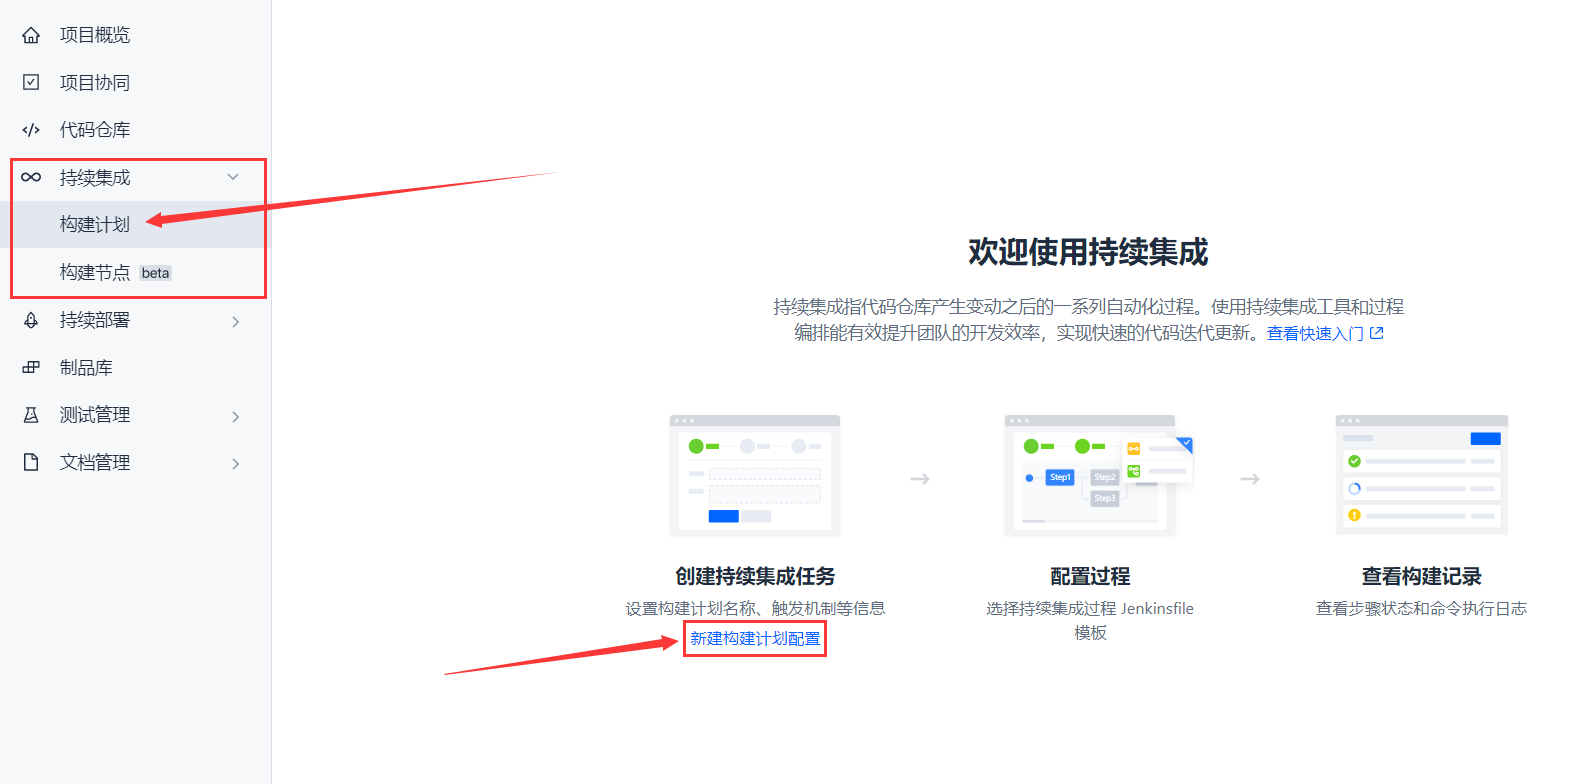 项目概览
项目协同
代码仓库
持续集成
构建计划
构建节点 beta
持续部署
制品库
测试管理
文档管理
欢迎使用持续集成
持续集成指代码仓库产生变动之后的一系列自动化过程。使用持续集成工具和过程
编排能有效提升团队的开发效率，实现快速的代码迭代更新。查看快速入门
Step1
Step2
Step3
创建持续集成任务
设置构建计划名称、触发机制等信息
新建构建计划配置
配置过程
选择持续集成过程 Jenkinsfile
模板
查看构建记录
查看步骤状态和命令执行日志